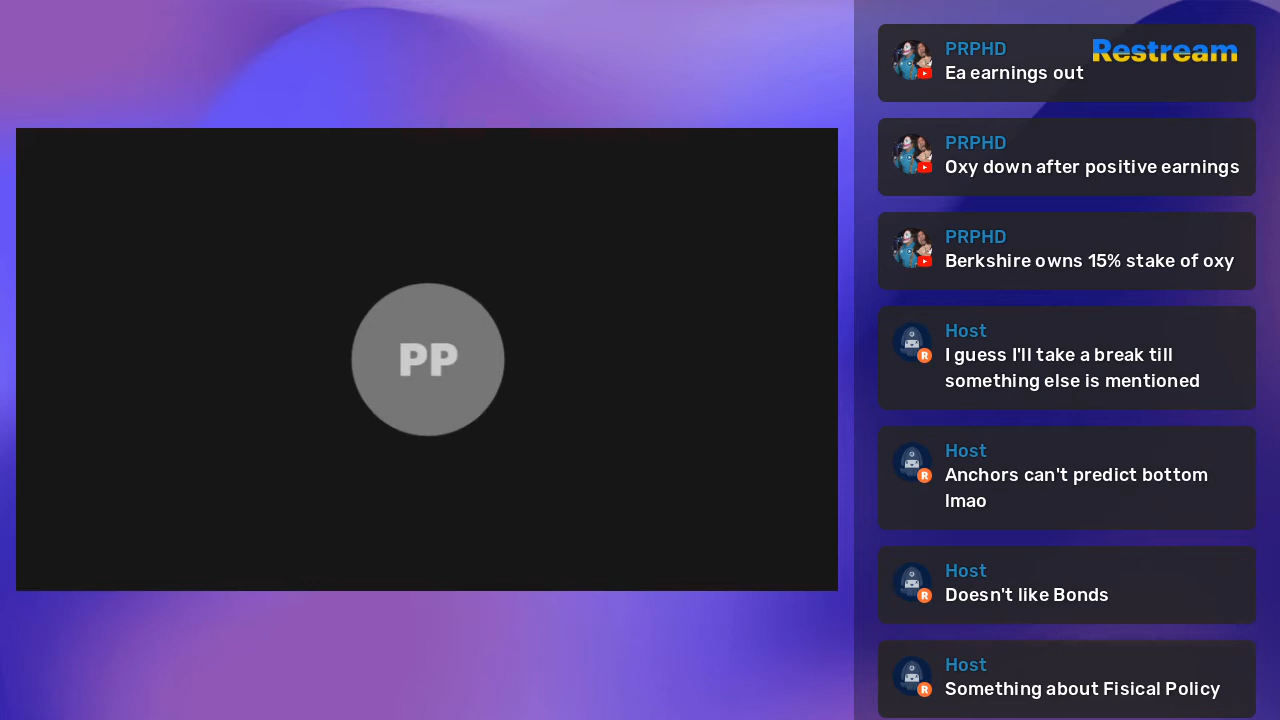 PP
Restream
PRPHD
Ea earnings out
PRPHD
Oxy down after positive earnings
PRPHD
Berkshire owns 15% stake of oxy
Host
I guess I'll take a break till
something else is mentioned
Host
Anchors can't predict bottom
lmao
Host
Doesn't like Bonds
Host
Something about Fisical Policy